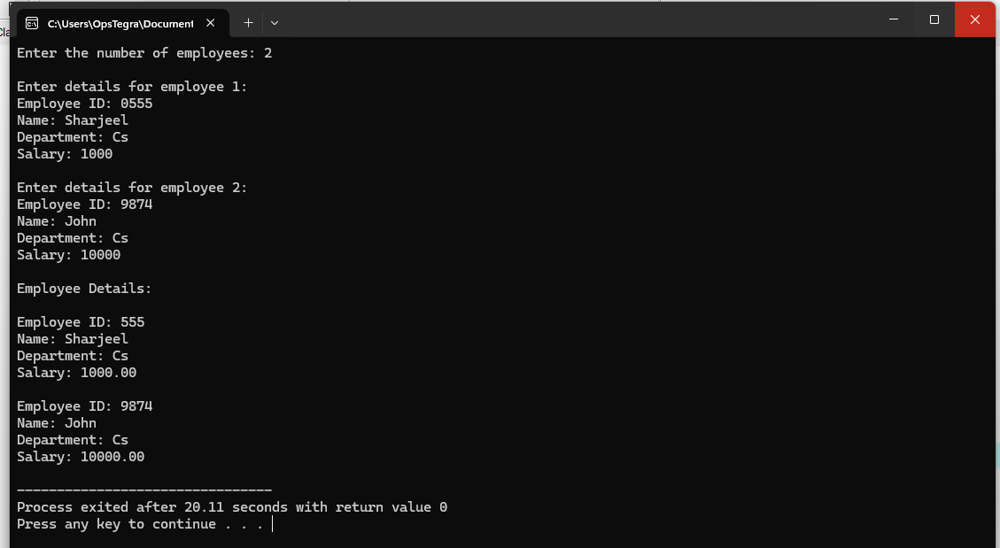 C:\Users\OpsTegra\Document
Enter the number of employees: 2
Enter details for employee 1:
Employee ID: 0555
Name: Sharjeel
Department: Cs
Salary: 1000
Enter details for employee 2:
Employee ID: 9874
Name: John
Department: Cs
Salary: 10000
Employee Details:
Employee ID: 555
Name: Sharjeel
Department: Cs
Salary: 1000.00
Employee ID: 9874
Name: John
Department: Cs
Salary: 10000.00
--------------------------------
Process exited after 20.11 seconds with return value 0
Press any key to continue . . .